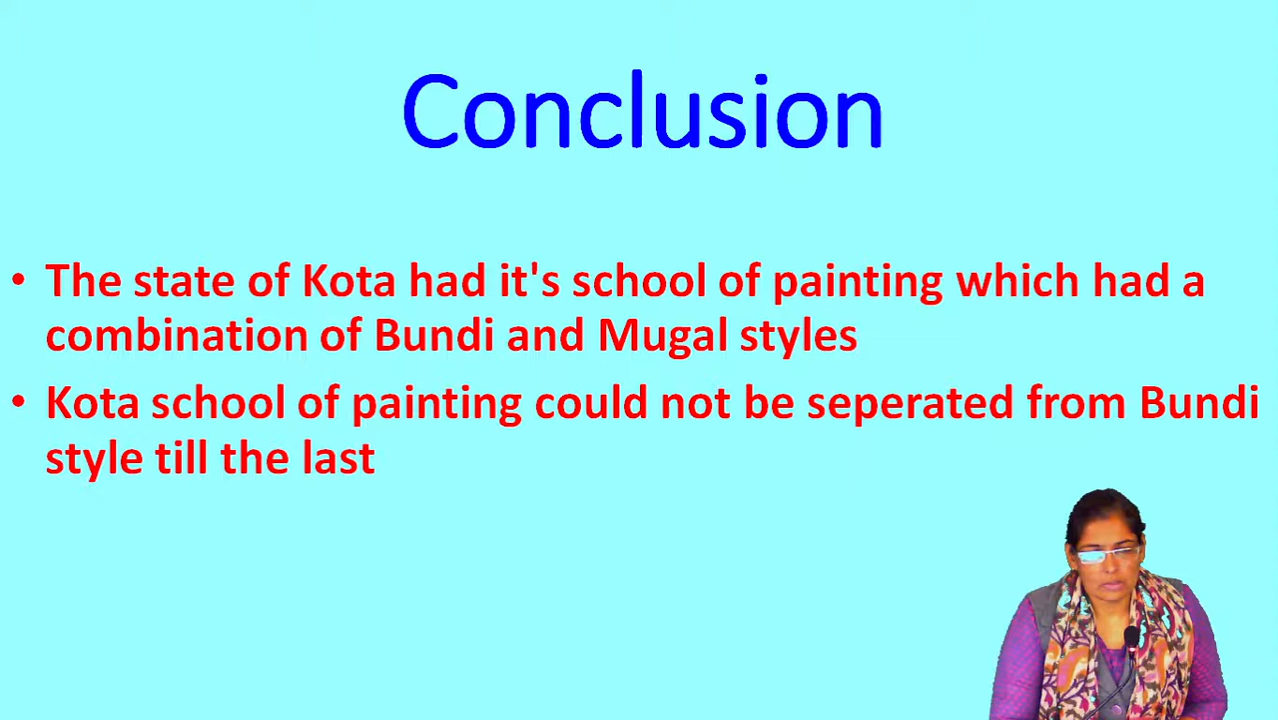 Conclusion
• The state of Kota had it's school of painting which had a
combination of Bundi and Mugal styles
• Kota school of painting could not be seperated from Bundi
style till the last